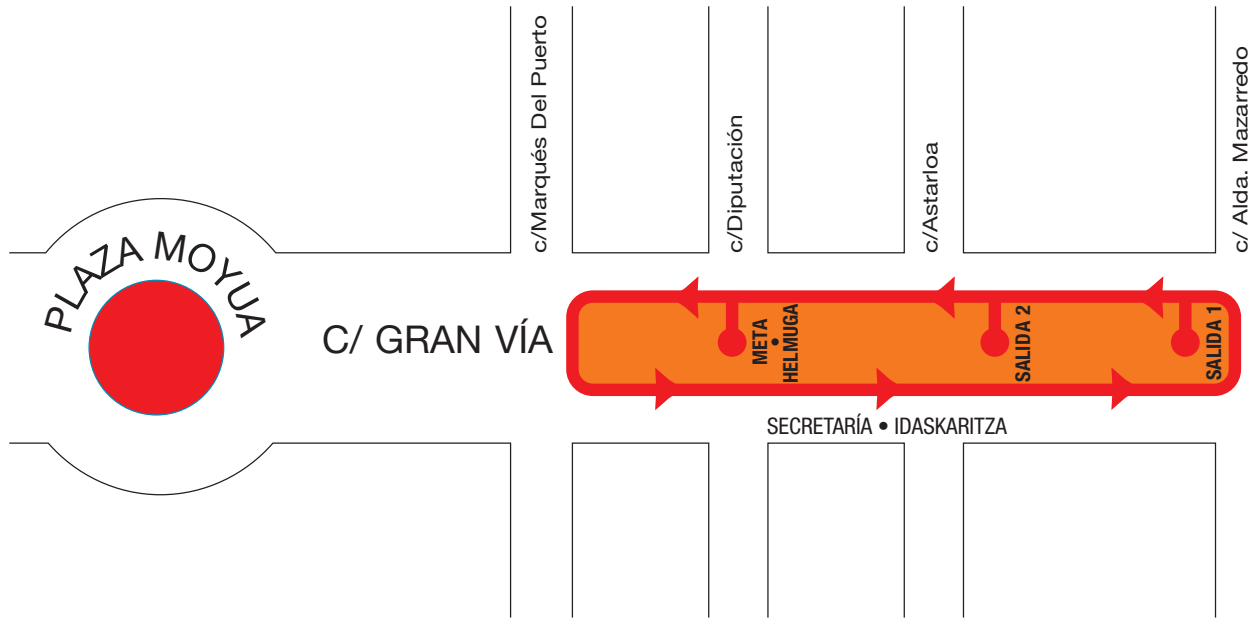 c/Marqués Del Puerto
c/Diputación
c/Astarloa
c/ Alda. Mazarredo
PLAZA MOYUA
C/ GRAN VÍA
META
•
HELMUGA
SALIDA 2
SALIDA 1
SECRETARÍA • IDASKARITZA